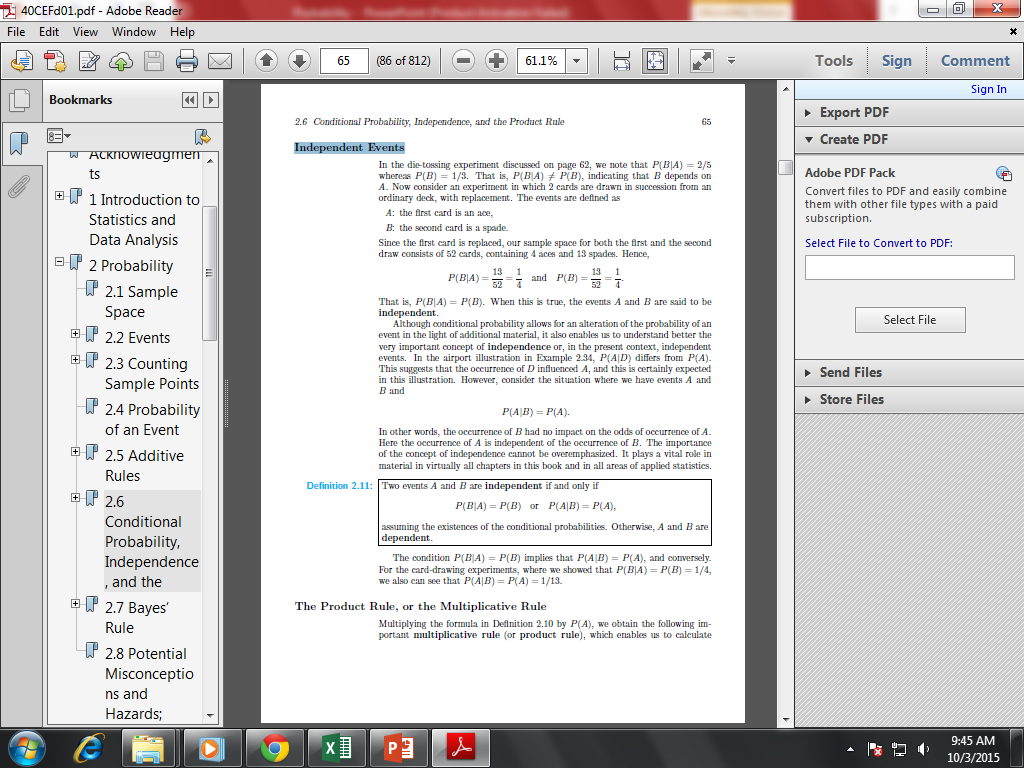 40CEFd01.pdf - Adobe Reader
File Edit View Window Help
65 (86 of 812) 61.1% Tools Sign Comment
Sign In
Bookmarks
Acknowledgmen
ts
1 Introduction to
Statistics and
Data Analysis
2 Probability
2.1 Sample
Space
2.2 Events
2.3 Counting
Sample Points
2.4 Probability
of an Event
2.5 Additive
Rules
2.6
Conditional
Probability,
Independence
, and the
2.7 Bayes’
Rule
2.8 Potential
Misconceptio
ns and
Hazards;
2.6 Conditional Probability, Independence, and the Product Rule 65
Independent Events
In the die-tossing experiment discussed on page 62, we note that P(B|A) = 2/5
whereas P(B) = 1/3. That is, P(B|A) ≠ P(B), indicating that B depends on
A. Now consider an experiment in which 2 cards are drawn in succession from an
ordinary deck, with replacement. The events are defined as
A: the first card is an ace,
B: the second card is a spade.
Since the first card is replaced, our sample space for both the first and the second
draw consists of 52 cards, containing 4 aces and 13 spades. Hence,
P(B|A) = 13/52 = 1/4 and P(B) = 13/52 = 1/4.
That is, P(B|A) = P(B). When this is true, the events A and B are said to be
independent.
Although conditional probability allows for an alteration of the probability of an
event in the light of additional material, it also enables us to understand better the
very important concept of independence or, in the present context, independent
events. In the airport illustration in Example 2.34, P(A|D) differs from P(A).
This suggests that the occurrence of D influenced A, and this is certainly expected
in this illustration. However, consider the situation where we have events A and
B and
P(A|B) = P(A).
In other words, the occurrence of B had no impact on the odds of occurrence of A.
Here the occurrence of A is independent of the occurrence of B. The importance
of the concept of independence cannot be overemphasized. It plays a vital role in
material in virtually all chapters in this book and in all areas of applied statistics.
Definition 2.11: Two events A and B are independent if and only if
P(B|A) = P(B) or P(A|B) = P(A),
assuming the existences of the conditional probabilities. Otherwise, A and B are
dependent.
The condition P(B|A) = P(B) implies that P(A|B) = P(A), and conversely.
For the card-drawing experiments, where we showed that P(B|A) = P(B) = 1/4,
we also can see that P(A|B) = P(A) = 1/13.
The Product Rule, or the Multiplicative Rule
Multiplying the formula in Definition 2.10 by P(A), we obtain the following im-
portant multiplicative rule (or product rule), which enables us to calculate
Export PDF
Create PDF
Adobe PDF Pack
Convert files to PDF and easily combine
them with other file types with a paid
subscription.
Select File to Convert to PDF:
Select File
Send Files
Store Files
9:45 AM
10/3/2015